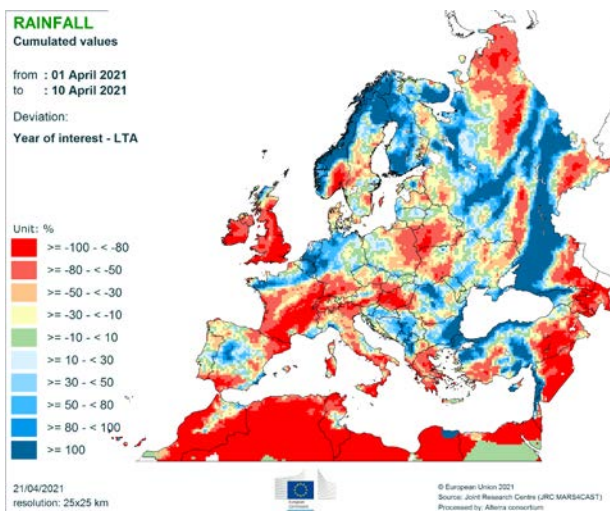 RAINFALL
Cumulated values
from : 01 April 2021
to : 10 April 2021
Deviation:
Year of interest - LTA
Unit: %
>= -100 - < -80
>= -80 - < -50
>= -50 - < -30
>= -30 - < -10
>= -10 - < 10
>= 10 - < 30
>= 30 - < 50
>= 50 - < 80
>= 80 - < 100
>= 100
21/04/2021
resolution: 25x25 km
© European Union 2021
Source: Joint Research Centre (JRC MARS4CAST)
Processed by: Alterra consortium